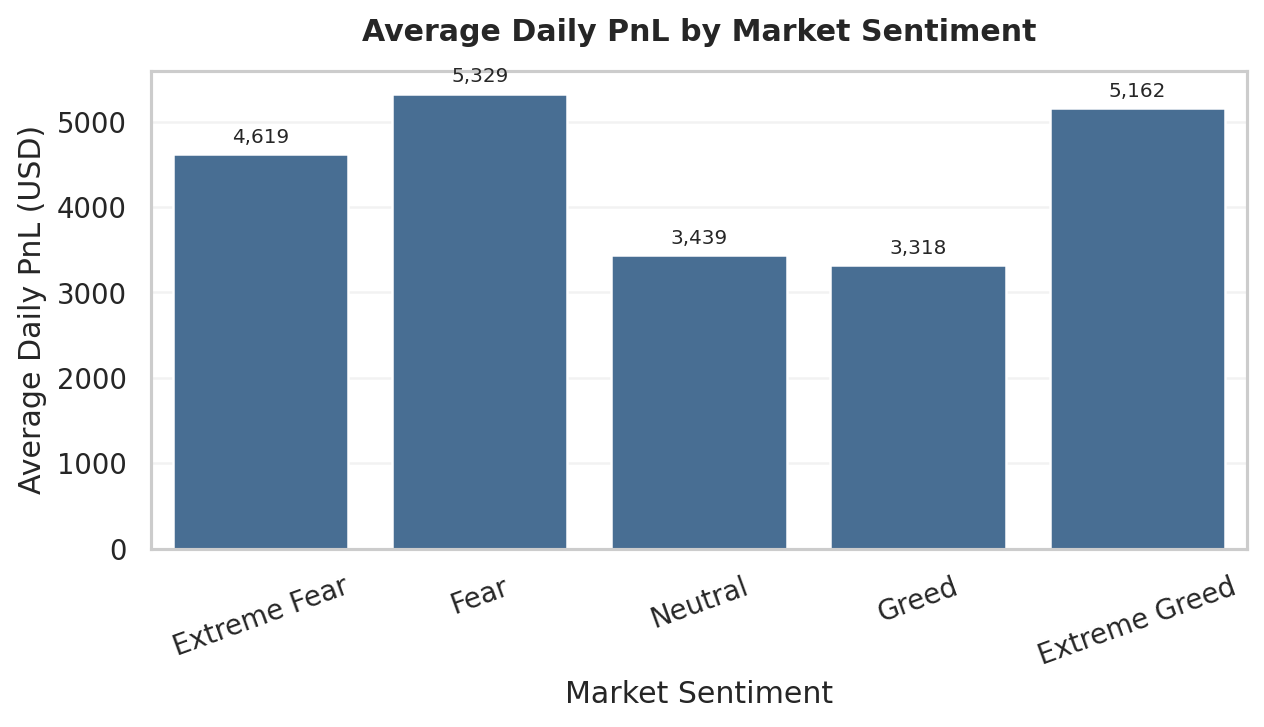 Average Daily PnL by Market Sentiment
Average Daily PnL (USD)
5000
4000
3000
2000
1000
0
4,619
5,329
3,439
3,318
5,162
Extreme Fear
Fear
Neutral
Greed
Extreme Greed
Market Sentiment